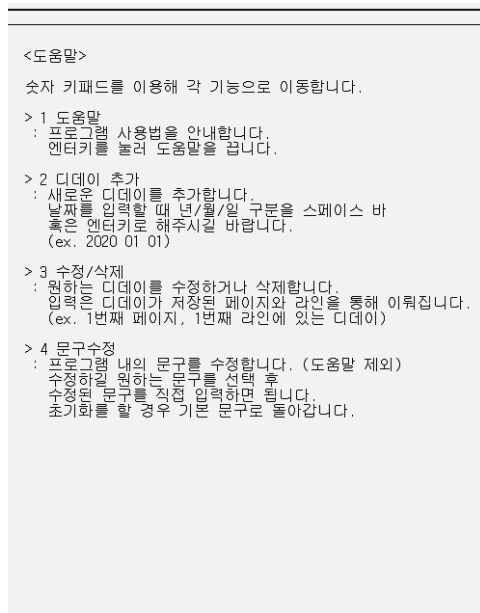 <도움말>
숫자 키패드를 이용해 각 기능으로 이동합니다.
> 1 도움말
: 프로그램 사용법을 안내합니다.
엔터키를 눌러 도움말을 끕니다.
> 2 디데이 추가
: 새로운 디데이를 추가합니다.
날짜를 입력할 때 년/월/일 구분을 스페이스 바
혹은 엔터키로 해주시길 바랍니다.
(ex. 2020 01 01)
> 3 수정/삭제
: 원하는 디데이를 수정하거나 삭제합니다.
입력은 디데이가 저장된 페이지와 라인을 통해 이뤄집니다.
(ex. 1번째 페이지, 1번째 라인에 있는 디데이)
> 4 문구수정
: 프로그램 내의 문구를 수정합니다. (도움말 제외)
수정하길 원하는 문구를 선택 후
수정된 문구를 직접 입력하면 됩니다.
초기화를 할 경우 기본 문구로 돌아갑니다.